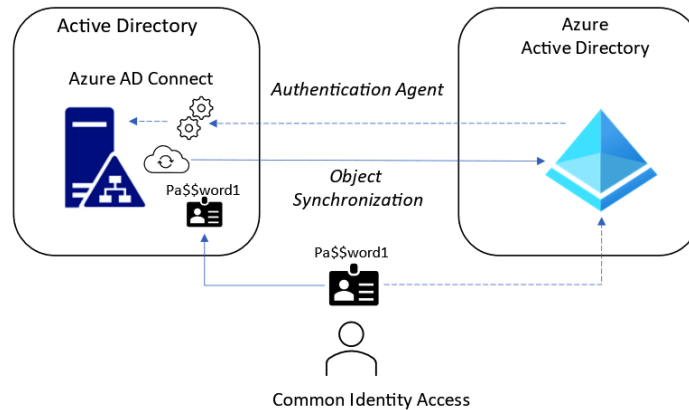 Active Directory
Azure
Active Directory
Azure AD Connect
Authentication Agent
Object
Synchronization
Pa$$word1
Pa$$word1
Common Identity Access